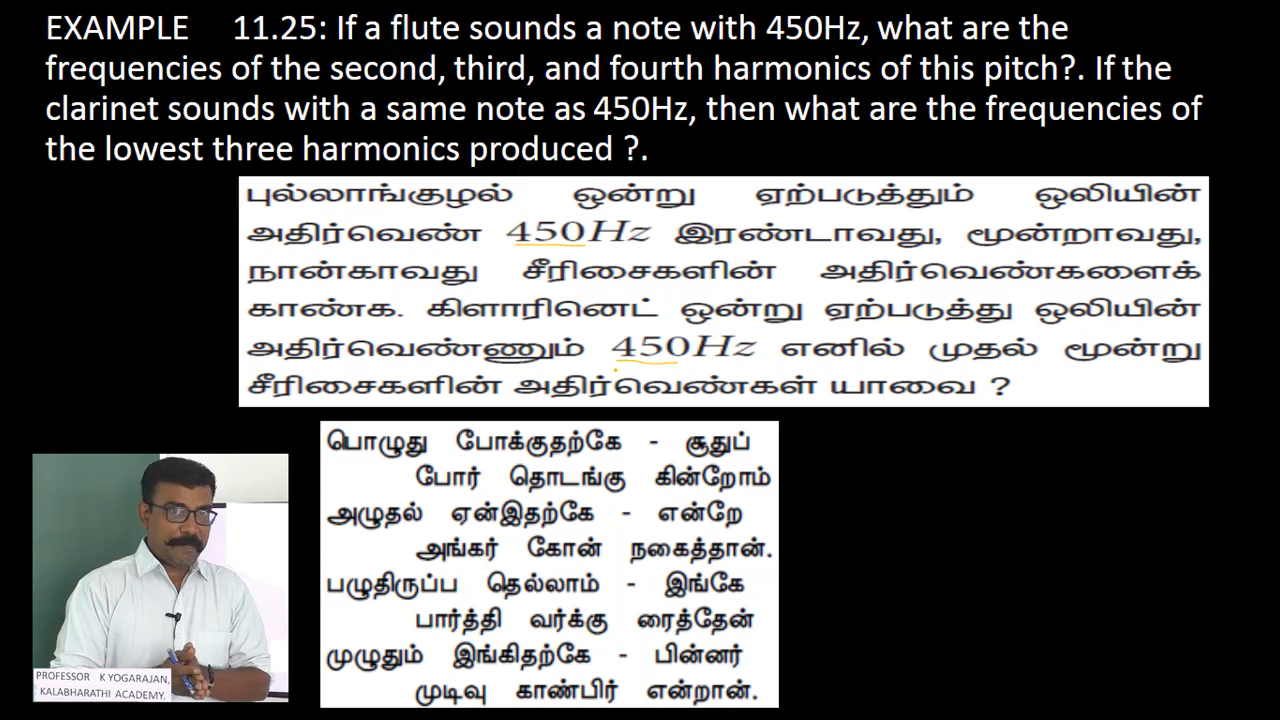 EXAMPLE 11.25: If a flute sounds a note with 450Hz, what are the
frequencies of the second, third, and fourth harmonics of this pitch?. If the
clarinet sounds with a same note as 450Hz, then what are the frequencies of
the lowest three harmonics produced ?.
புல்லாங்குழல் ஒன்று ஏற்படுத்தும் ஒலியின்
அதிர்வெண் 450Hz இரண்டாவது, மூன்றாவது,
நான்காவது சீரிசைகளின் அதிர்வெண்களைக்
காண்க. கிளாரினெட் ஒன்று ஏற்படுத்து ஒலியின்
அதிர்வெண்ணும் 450Hz எனில் முதல் மூன்று
சீரிசைகளின் அதிர்வெண்கள் யாவை ?
பொழுது போக்குதற்கே - சூதுப்
போர் தொடங்கு கின்றோம்
அழுதல் ஏன்இதற்கே - என்றே
அங்கர் கோன் நகைத்தான்.
பழுதிருப்ப தெல்லாம் - இங்கே
பார்த்தி வர்க்கு ரைத்தேன்
முழுதும் இங்கிதற்கே - பின்னர்
முடிவு காண்பிர் என்றான்.
PROFESSOR K YOGARAJAN,
KALABHARATHI ACADEMY.